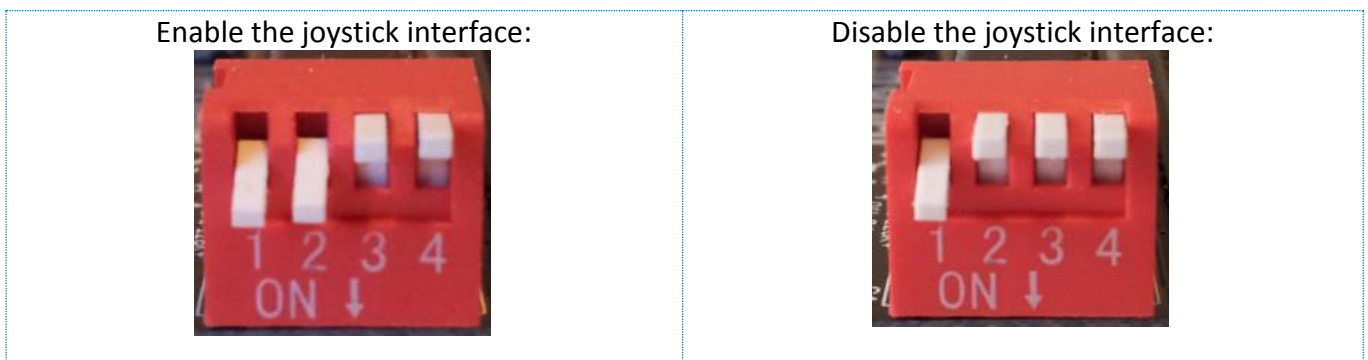 Enable the joystick interface:
1 2 3 4
ON ↓
Disable the joystick interface:
1 2 3 4
ON ↓